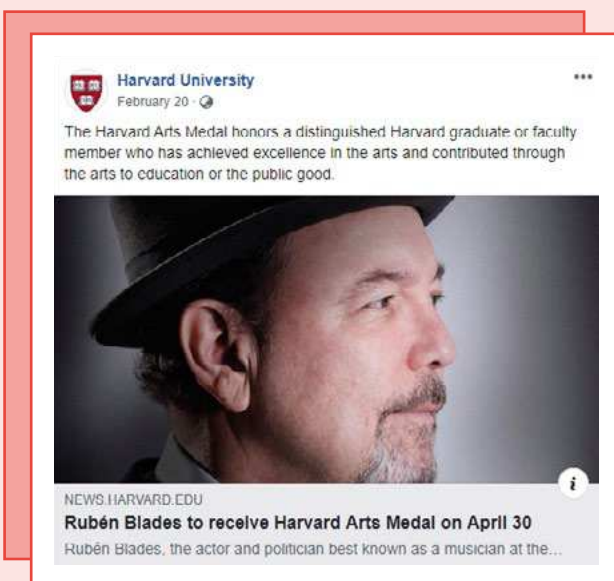 Harvard University
February 20 ·
The Harvard Arts Medal honors a distinguished Harvard graduate or faculty
member who has achieved excellence in the arts and contributed through
the arts to education or the public good.
i
NEWS.HARVARD.EDU
Rubén Blades to receive Harvard Arts Medal on April 30
Rubén Blades, the actor and politician best known as a musician at the...